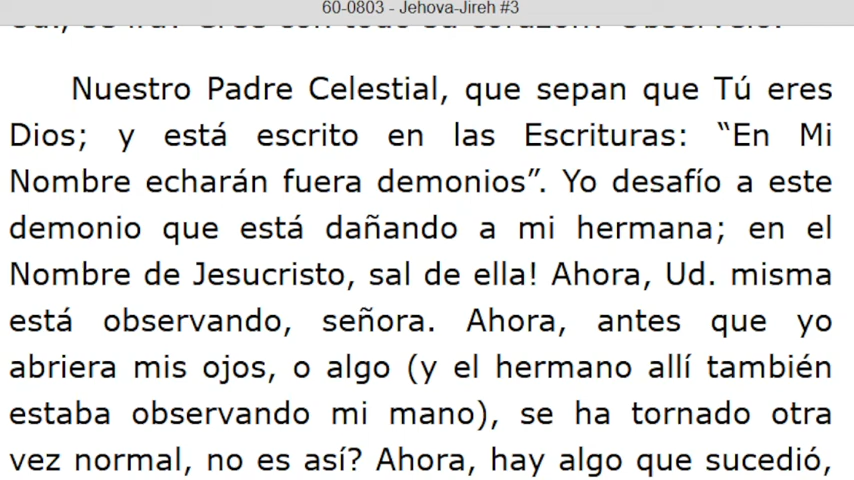 60-0803 - Jehova-Jireh #3
Nuestro Padre Celestial, que sepan que Tú eres
Dios; y está escrito en las Escrituras: “En Mi
Nombre echarán fuera demonios”. Yo desafío a este
demonio que está dañando a mi hermana; en el
Nombre de Jesucristo, sal de ella! Ahora, Ud. misma
está observando, señora. Ahora, antes que yo
abriera mis ojos, o algo (y el hermano allí también
estaba observando mi mano), se ha tornado otra
vez normal, no es así? Ahora, hay algo que sucedió,